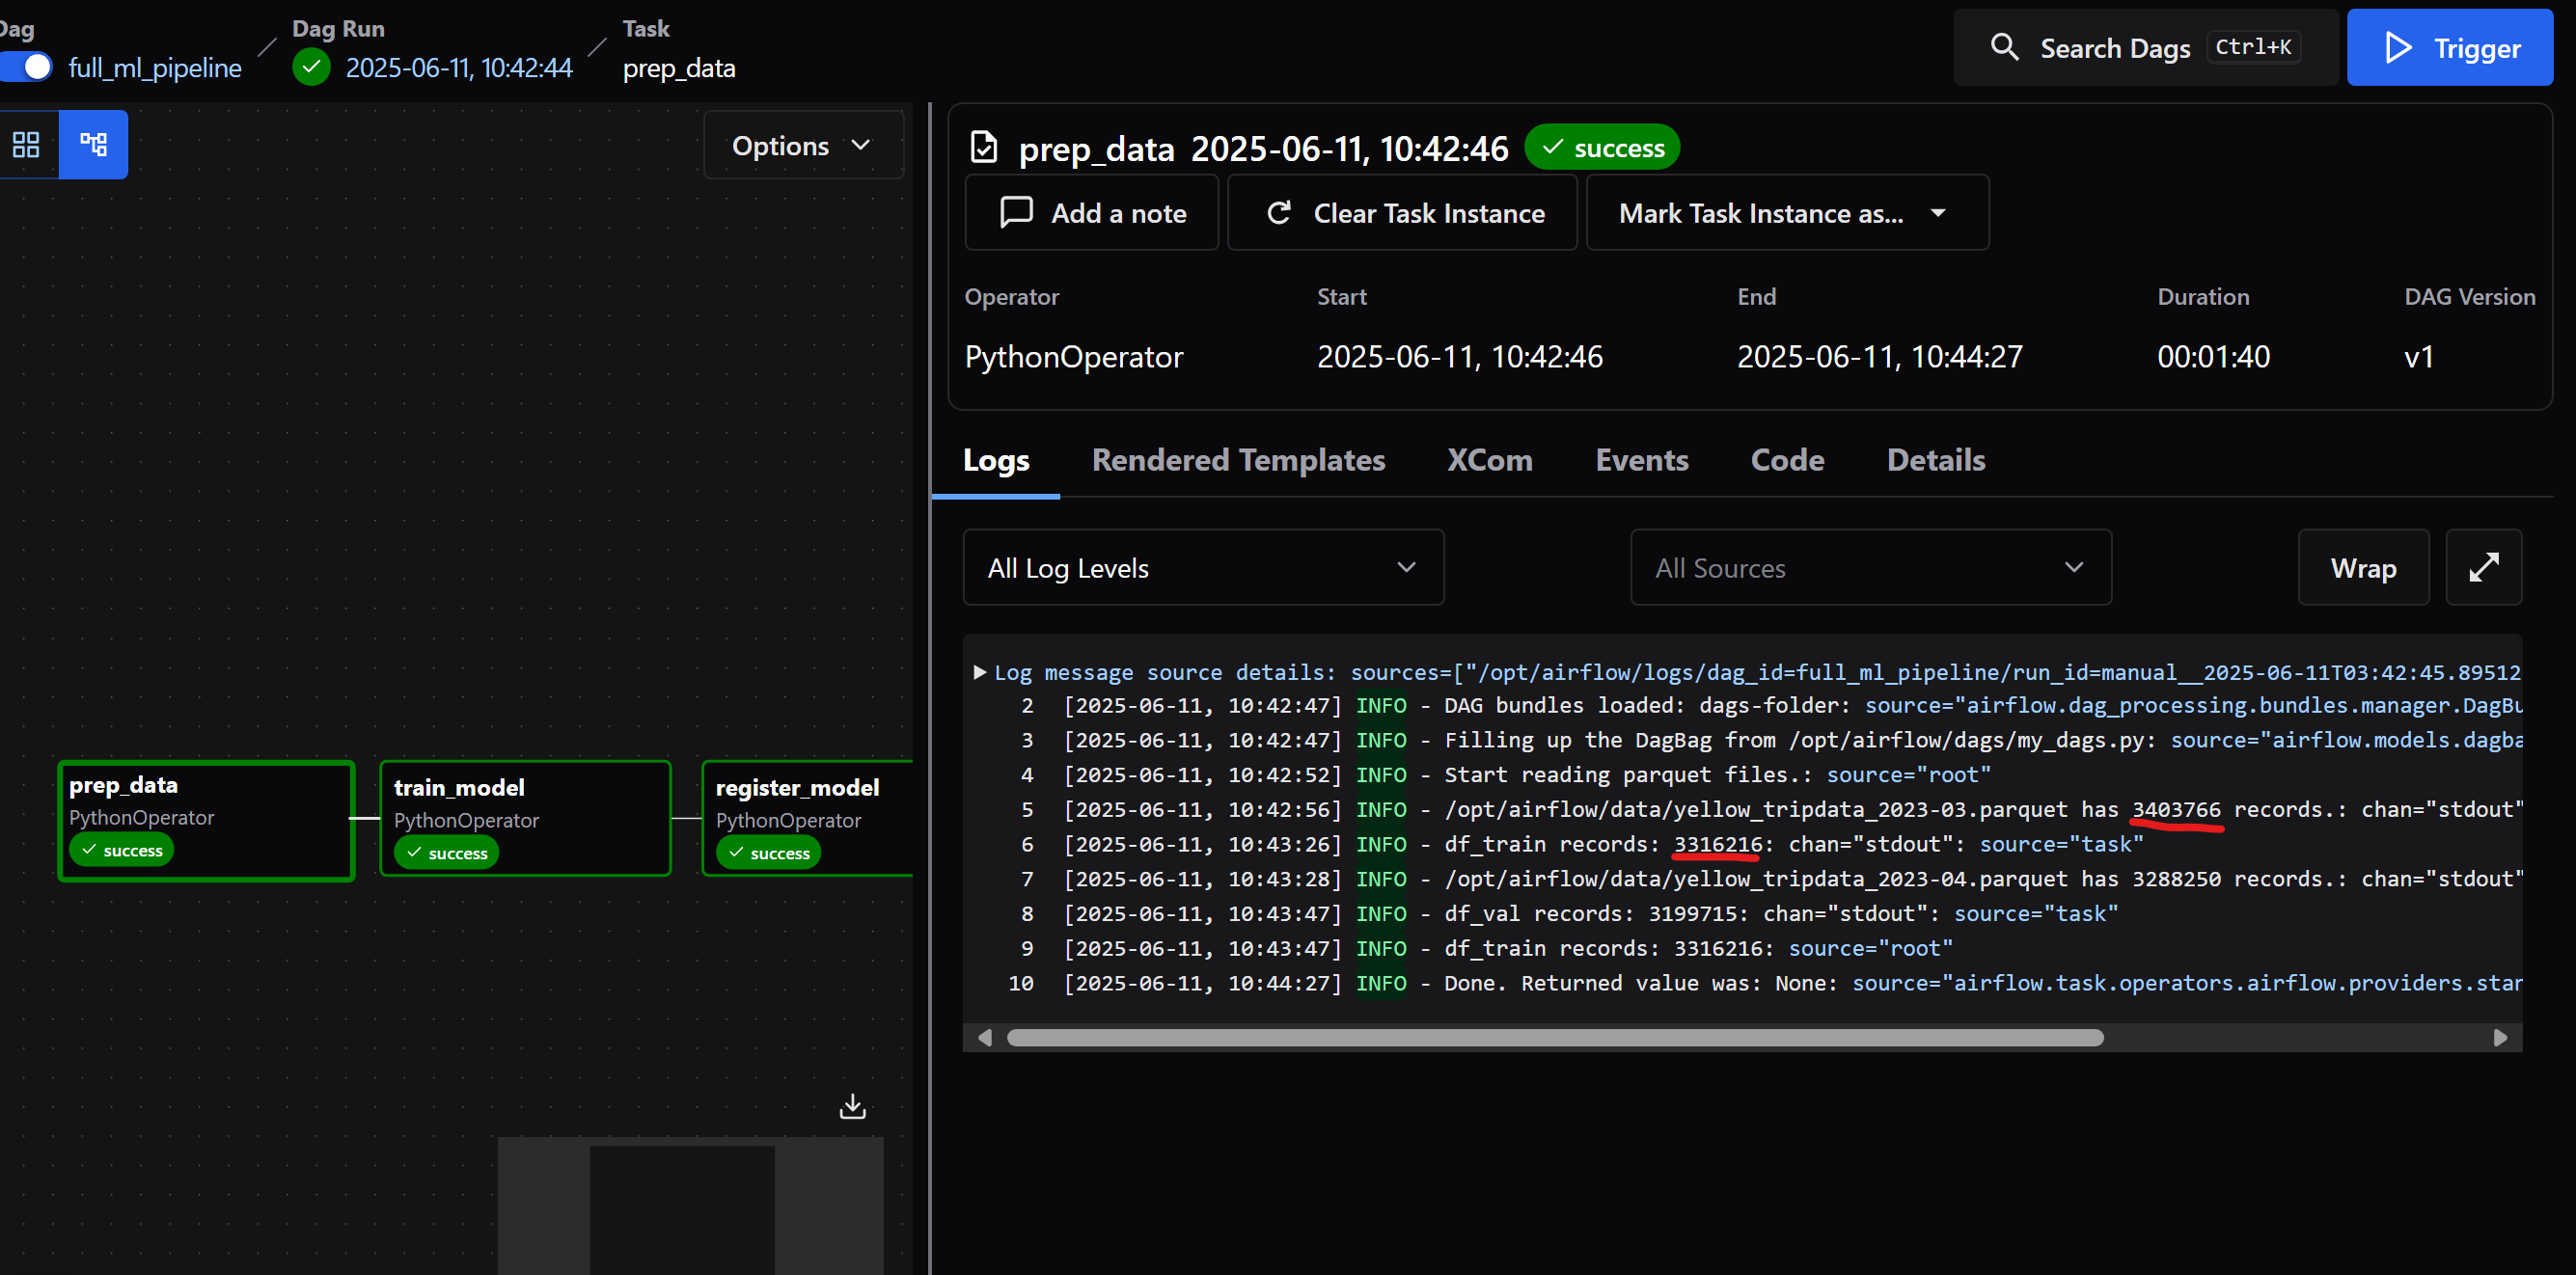 Dag
full_ml_pipeline
Dag Run
2025-06-11, 10:42:44
Task
prep_data
Search Dags
Ctrl+K
Trigger
Options
prep_data
PythonOperator
success
train_model
PythonOperator
success
register_model
PythonOperator
success
prep_data 2025-06-11, 10:42:46 success
Add a note
Clear Task Instance
Mark Task Instance as...
Operator Start End Duration DAG Version
PythonOperator 2025-06-11, 10:42:46 2025-06-11, 10:44:27 00:01:40 v1
Logs Rendered Templates XCom Events Code Details
All Log Levels
All Sources
Wrap
Log message source details: sources=["/opt/airflow/logs/dag_id=full_ml_pipeline/run_id=manual__2025-06-11T03:42:45.89512
2 [2025-06-11, 10:42:47] INFO - DAG bundles loaded: dags-folder: source="airflow.dag_processing.bundles.manager.DagBu
3 [2025-06-11, 10:42:47] INFO - Filling up the DagBag from /opt/airflow/dags/my_dags.py: source="airflow.models.dagba
4 [2025-06-11, 10:42:52] INFO - Start reading parquet files.: source="root"
5 [2025-06-11, 10:42:56] INFO - /opt/airflow/data/yellow_tripdata_2023-03.parquet has 3403766 records.: chan="stdout"
6 [2025-06-11, 10:43:26] INFO - df_train records: 3316216: chan="stdout": source="task"
7 [2025-06-11, 10:43:28] INFO - /opt/airflow/data/yellow_tripdata_2023-04.parquet has 3288250 records.: chan="stdout"
8 [2025-06-11, 10:43:47] INFO - df_val records: 3199715: chan="stdout": source="task"
9 [2025-06-11, 10:43:47] INFO - df_train records: 3316216: source="root"
10 [2025-06-11, 10:44:27] INFO - Done. Returned value was: None: source="airflow.task.operators.airflow.providers.star